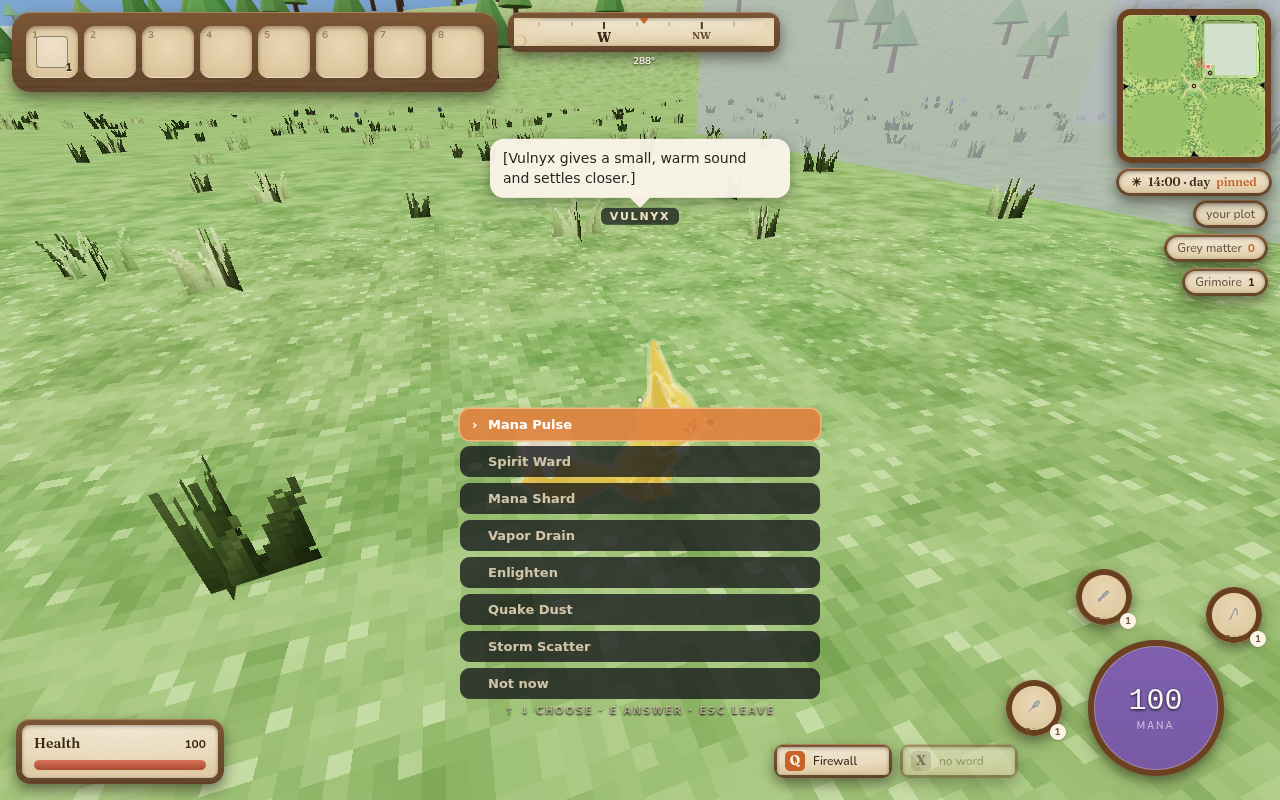 1 2 3 4 5 6 7 8
1
W NW
288°
14:00 · day pinned
your plot
Grey matter 0
Grimoire 1
[Vulnyx gives a small, warm sound
and settles closer.]
VULNYX
› Mana Pulse
Spirit Ward
Mana Shard
Vapor Drain
Enlighten
Quake Dust
Storm Scatter
Not now
↑ ↓ CHOOSE · E ANSWER · ESC LEAVE
1
1
1
100
MANA
Health 100
Q Firewall
X no word